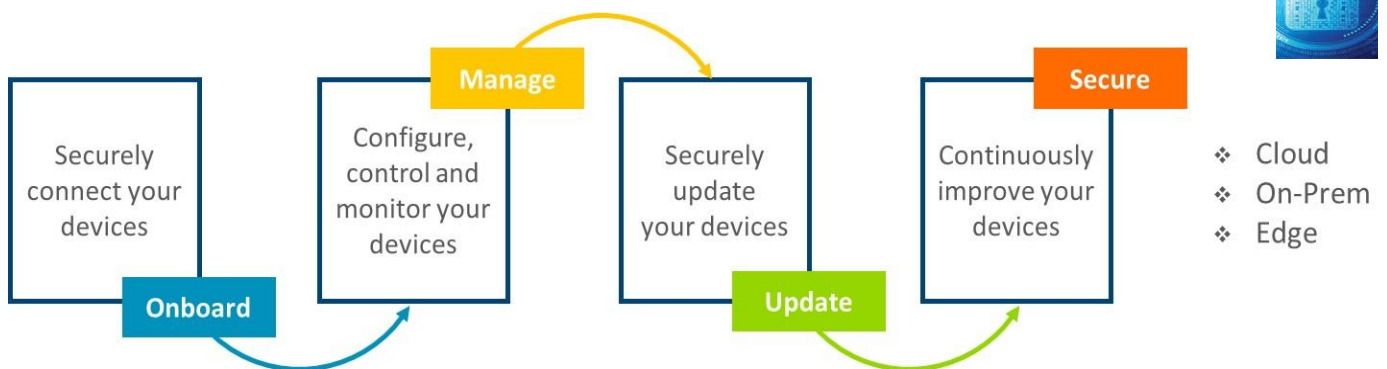 Securely
connect your
devices
Onboard
Manage
Configure,
control and
monitor your
devices
Securely
update
your devices
Update
Secure
Continuously
improve your
devices
❖ Cloud
❖ On-Prem
❖ Edge